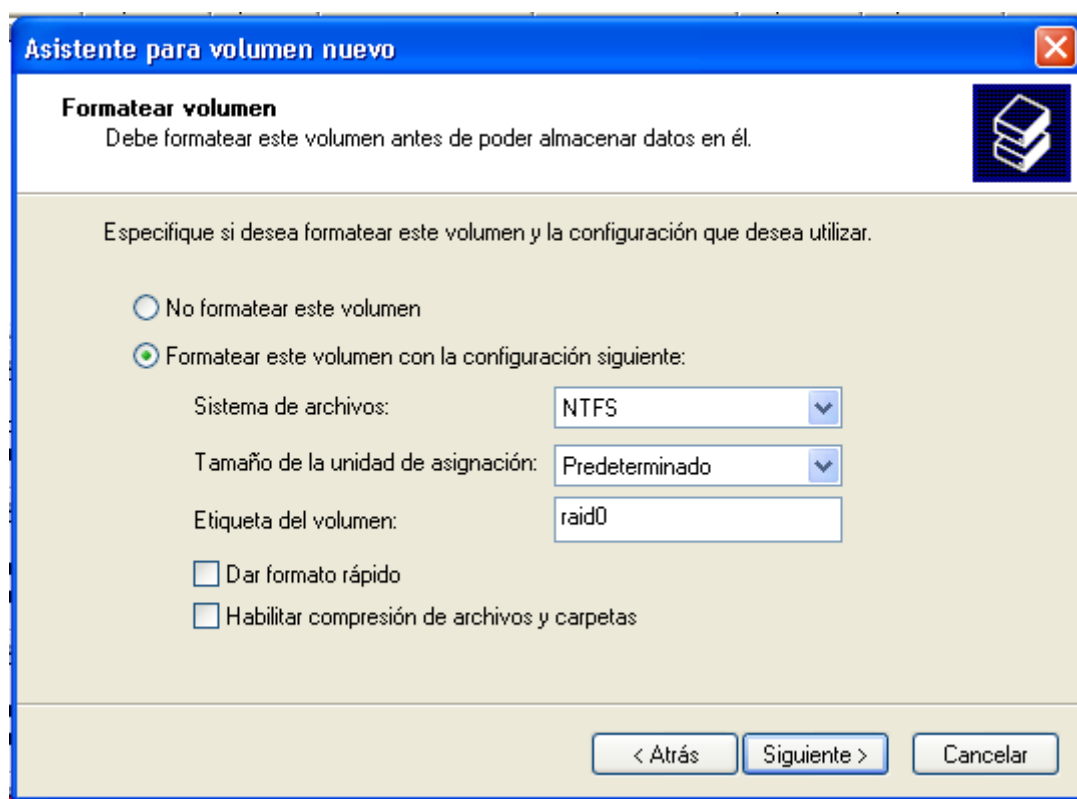 Asistente para volumen nuevo
Formatear volumen
Debe formatear este volumen antes de poder almacenar datos en él.
Especifique si desea formatear este volumen y la configuración que desea utilizar.
No formatear este volumen
Formatear este volumen con la configuración siguiente:
Sistema de archivos: NTFS
Tamaño de la unidad de asignación: Predeterminado
Etiqueta del volumen: raid0
Dar formato rápido
Habilitar compresión de archivos y carpetas
< Atrás Siguiente > Cancelar